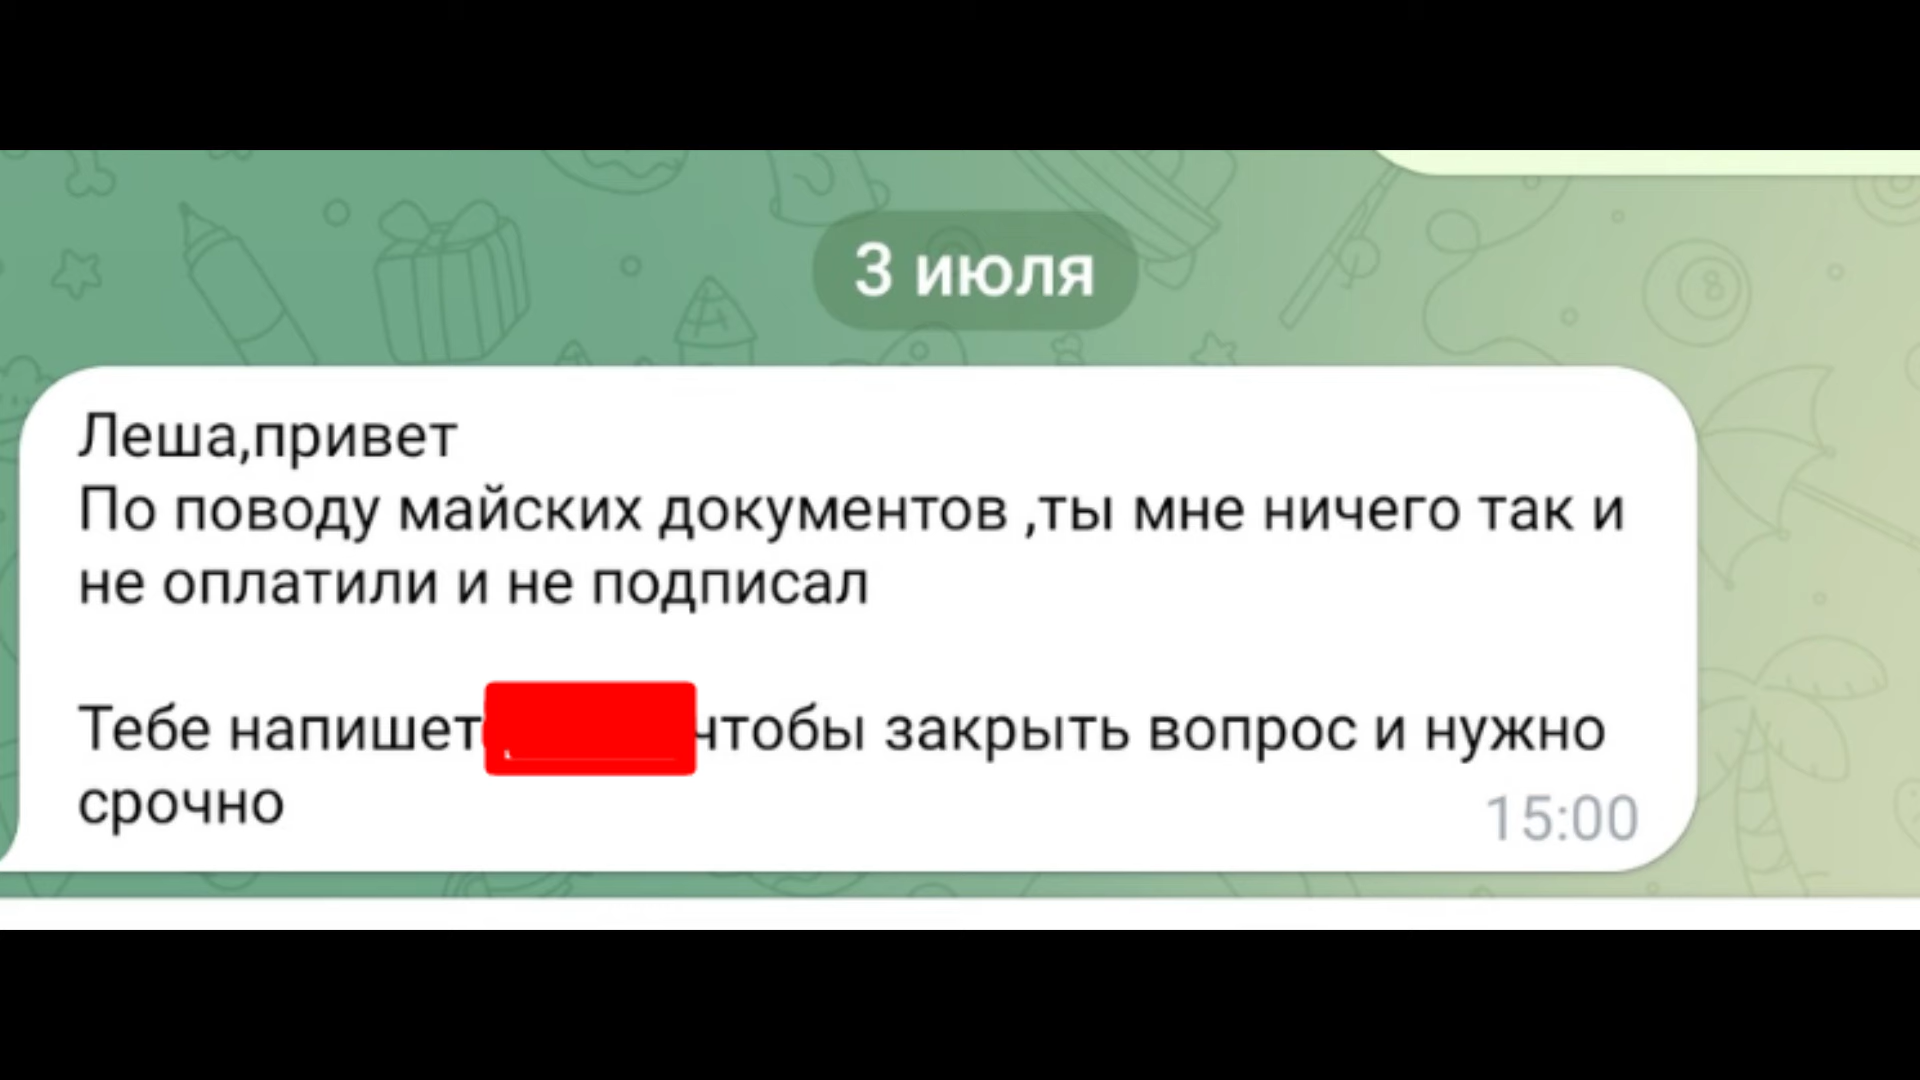 3 июля
Леша,привет
По поводу майских документов ,ты мне ничего так и
не оплатили и не подписал
Тебе напишет чтобы закрыть вопрос и нужно
срочно
15:00